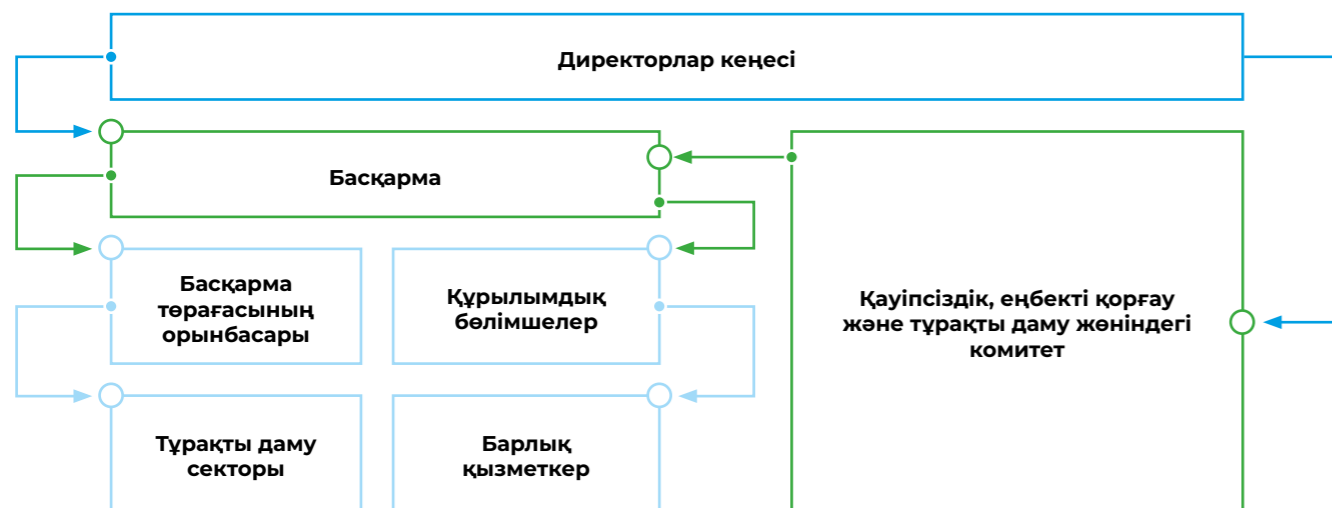 Директорлар кеңесі
Басқарма
Басқарма
төрағасының
орынбасары
Құрылымдық
бөлімшелер
Қауіпсіздік, еңбекті қорғау
және тұрақты даму жөніндегі
комитет
Тұрақты даму
секторы
Барлық
қызметкер